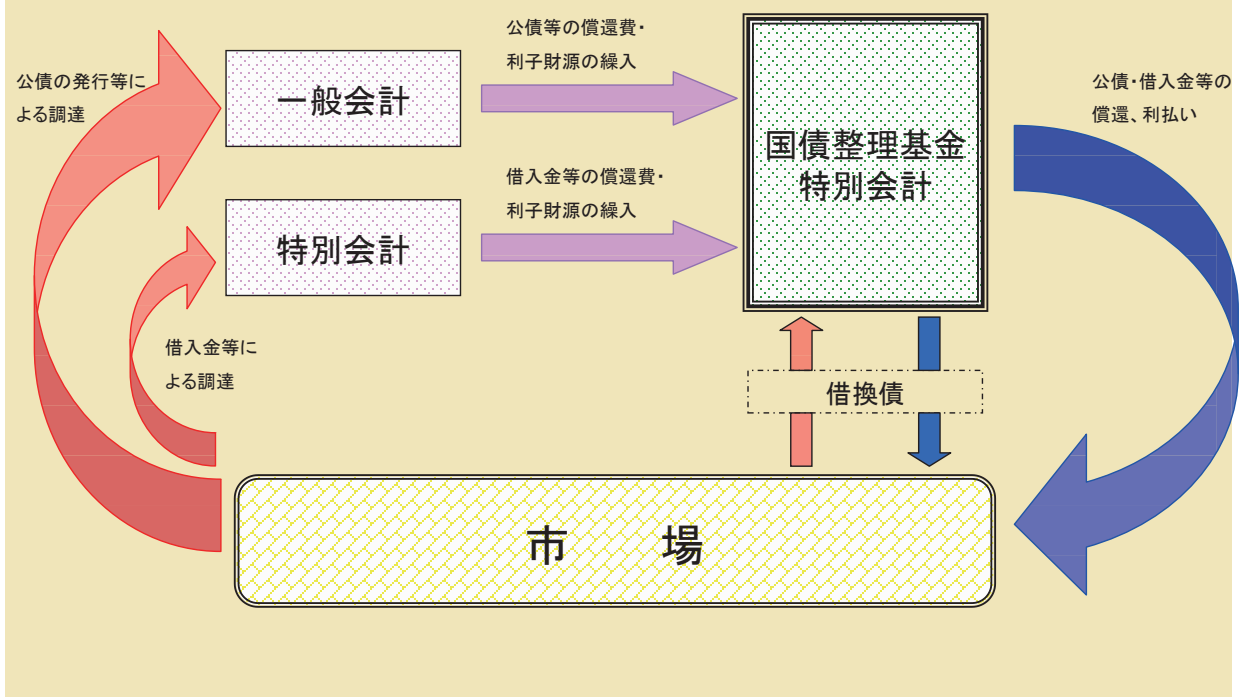 公債の発行等に
よる調達
一般会計
公債等の償還費・
利子財源の繰入
国債整理基金
特別会計
公債・借入金等の
償還、利払い
特別会計
借入金等の償還費・
利子財源の繰入
借入金等に
よる調達
借換債
市　場